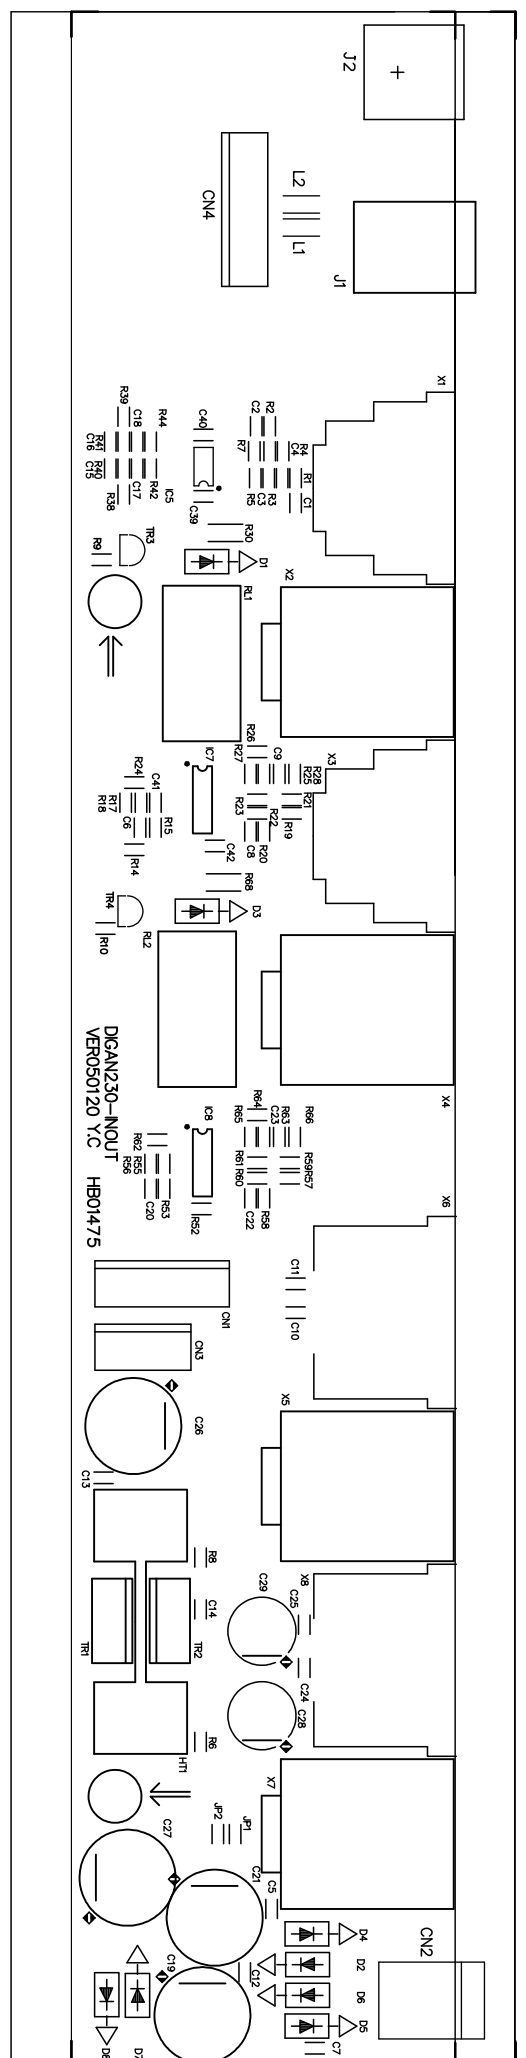 J2
L2
CN4
L1
J1
X1
R39
C18
R44
C40
C2
R2
R41
C16
R7
R4
C4
R40
C15
R42
IC5
R1
C17
R38
C39
R5
C3
R3
C1
TR3
R9
R30
D1
X2
RL1
R26
IC7
R27
C9
X3
R24
C41
R28
R25
R17
R18
R23
R21
C6
R15
R22
R19
R14
C42
C8
R20
R68
TR4
D3
R10
RL2
DIGAN230-INOUT
VER050120 Y.C
HB01475
X4
R64
IC8
R65
C23
R63
R66
R62
R55
R56
R61
R59
R57
R60
C20
R53
R52
C22
R58
X6
C11
C10
CN1
CN3
X5
C26
C13
R8
X8
C29
C25
C14
TR1
TR2
C24
C28
R6
HT1
X7
C27
JP2
JP1
C21
C5
D4
CN2
C19
C12
D2
D6
D5
D8
D7
C7